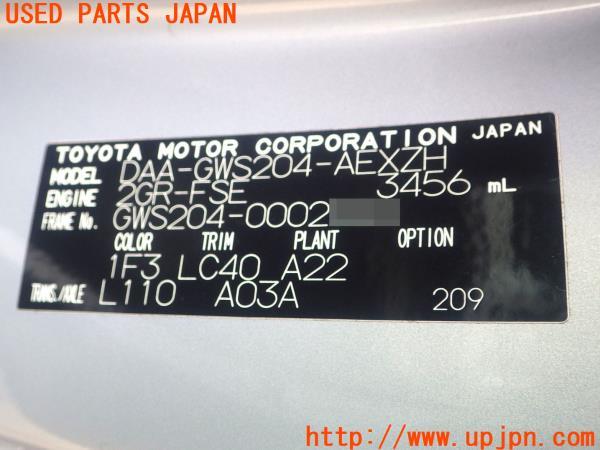 USED PARTS JAPAN
TOYOTA MOTOR CORPORATION JAPAN
MODEL DAA-GWS204-AEXZH
ENGINE 2GR-FSE 3456 mL
FRAME No. GWS204-0002
COLOR TRIM PLANT OPTION
1F3 LC40 A22
TRANS./AXLE L110 A03A 209
http://www.upjpn.com/